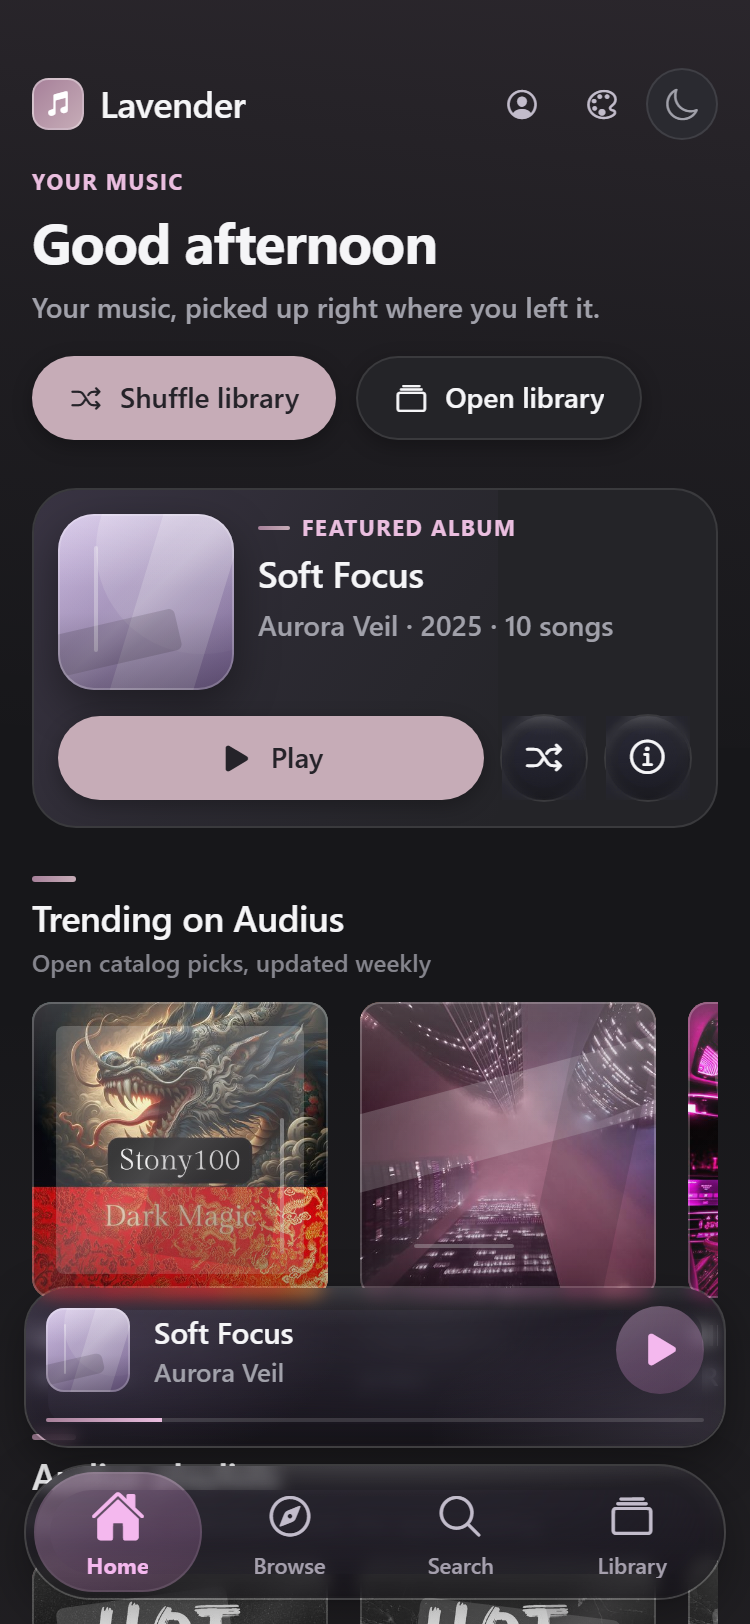 Lavender
YOUR MUSIC
Good afternoon
Your music, picked up right where you left it.
Shuffle library
Open library
FEATURED ALBUM
Soft Focus
Aurora Veil · 2025 · 10 songs
Play
Trending on Audius
Open catalog picks, updated weekly
Stony100
Dark Magic
Soft Focus
Aurora Veil
Home
Browse
Search
Library